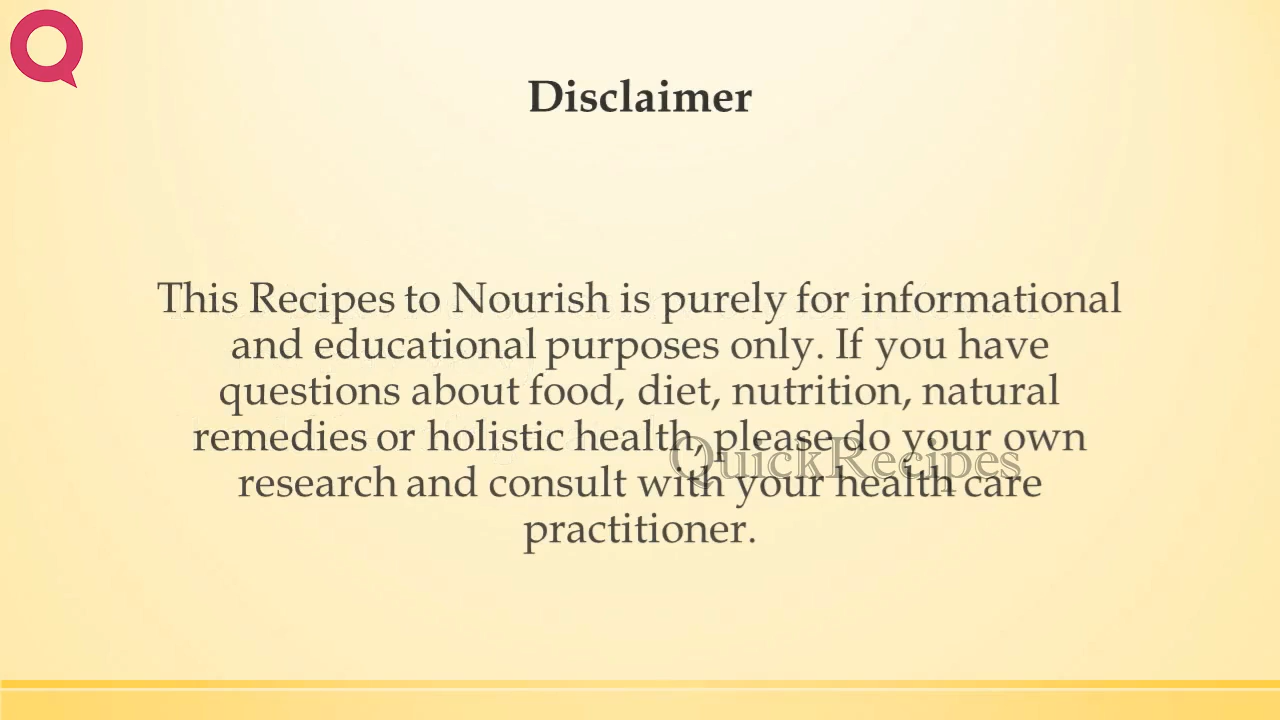 Disclaimer
This Recipes to Nourish is purely for informational
and educational purposes only. If you have
questions about food, diet, nutrition, natural
remedies or holistic health, please do your own
QuickRecipes
research and consult with your health care
practitioner.